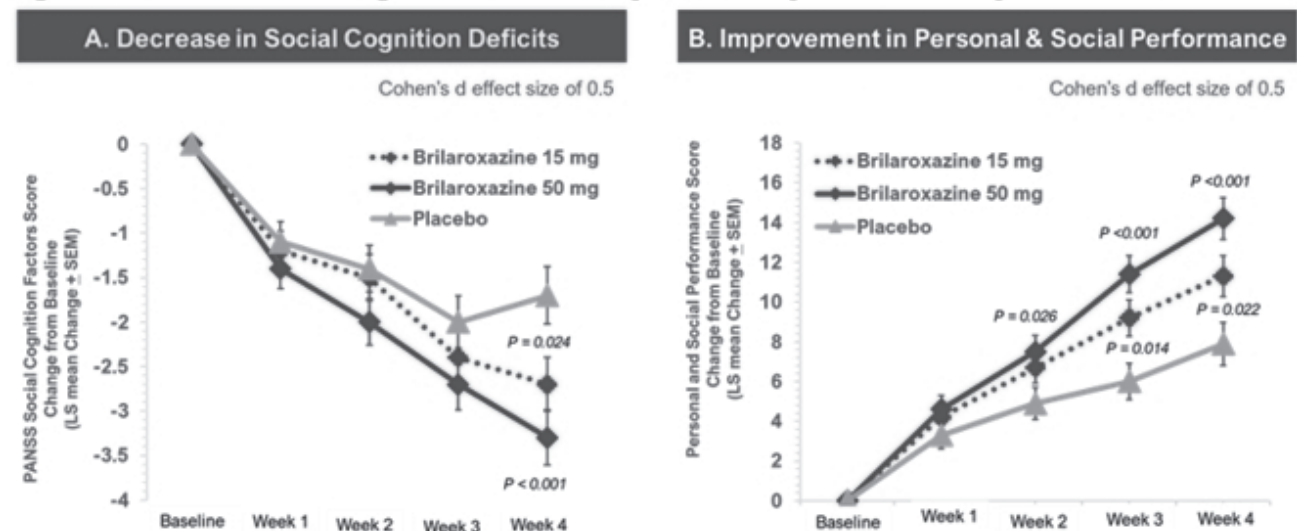 A. Decrease in Social Cognition Deficits
Cohen's d effect size of 0.5
PANSS Social Cognition Factors Score
Change from Baseline
(LS mean Change ± SEM)
0
-0.5
-1
-1.5
-2
-2.5
-3
-3.5
-4
Brilaroxazine 15 mg
Brilaroxazine 50 mg
Placebo
P = 0.024
P < 0.001
Baseline
Week 1
Week 2
Week 3
Week 4
B. Improvement in Personal & Social Performance
Cohen's d effect size of 0.5
Personal and Social Performance Score
Change from Baseline
(LS mean Change ± SEM)
18
16
14
12
10
8
6
4
2
0
Brilaroxazine 15 mg
Brilaroxazine 50 mg
Placebo
P <0.001
P <0.001
P = 0.026
P = 0.022
P = 0.014
Baseline
Week 1
Week 2
Week 3
Week 4